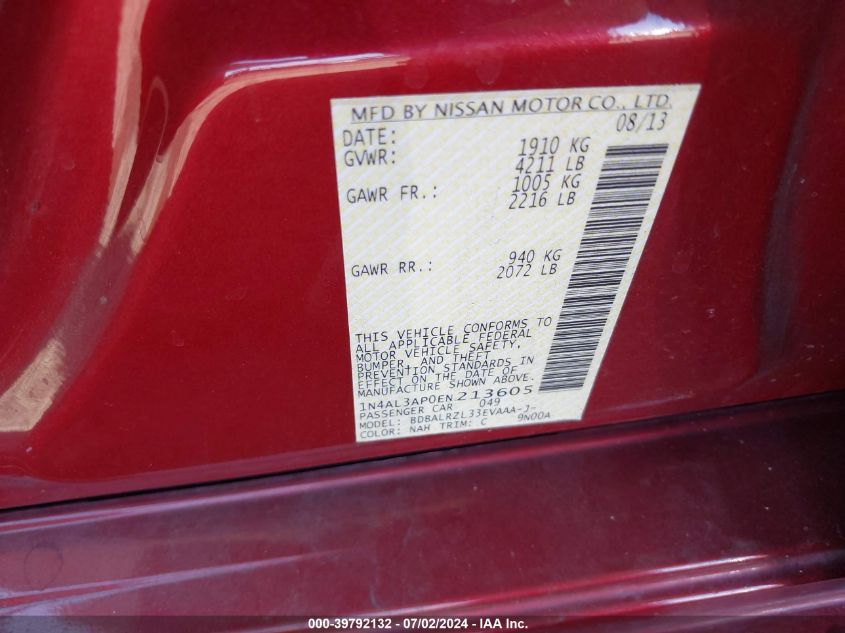 MFD BY NISSAN MOTOR CO., LTD.
DATE: 08/13
GVWR: 1910 KG
4211 LB
GAWR FR.: 1005 KG
2216 LB
GAWR RR.: 940 KG
2072 LB
THIS VEHICLE CONFORMS TO
ALL APPLICABLE FEDERAL
MOTOR VEHICLE SAFETY,
BUMPER, AND THEFT
PREVENTION STANDARDS IN
EFFECT ON THE DATE OF
MANUFACTURE SHOWN ABOVE.
1N4AL3AP0EN213605
PASSENGER CAR 049
MODEL: BDBALRZL33EVAAA-J-
COLOR: NAH TRIM: C 9N00A
000-39792132 - 07/02/2024 - IAA Inc.